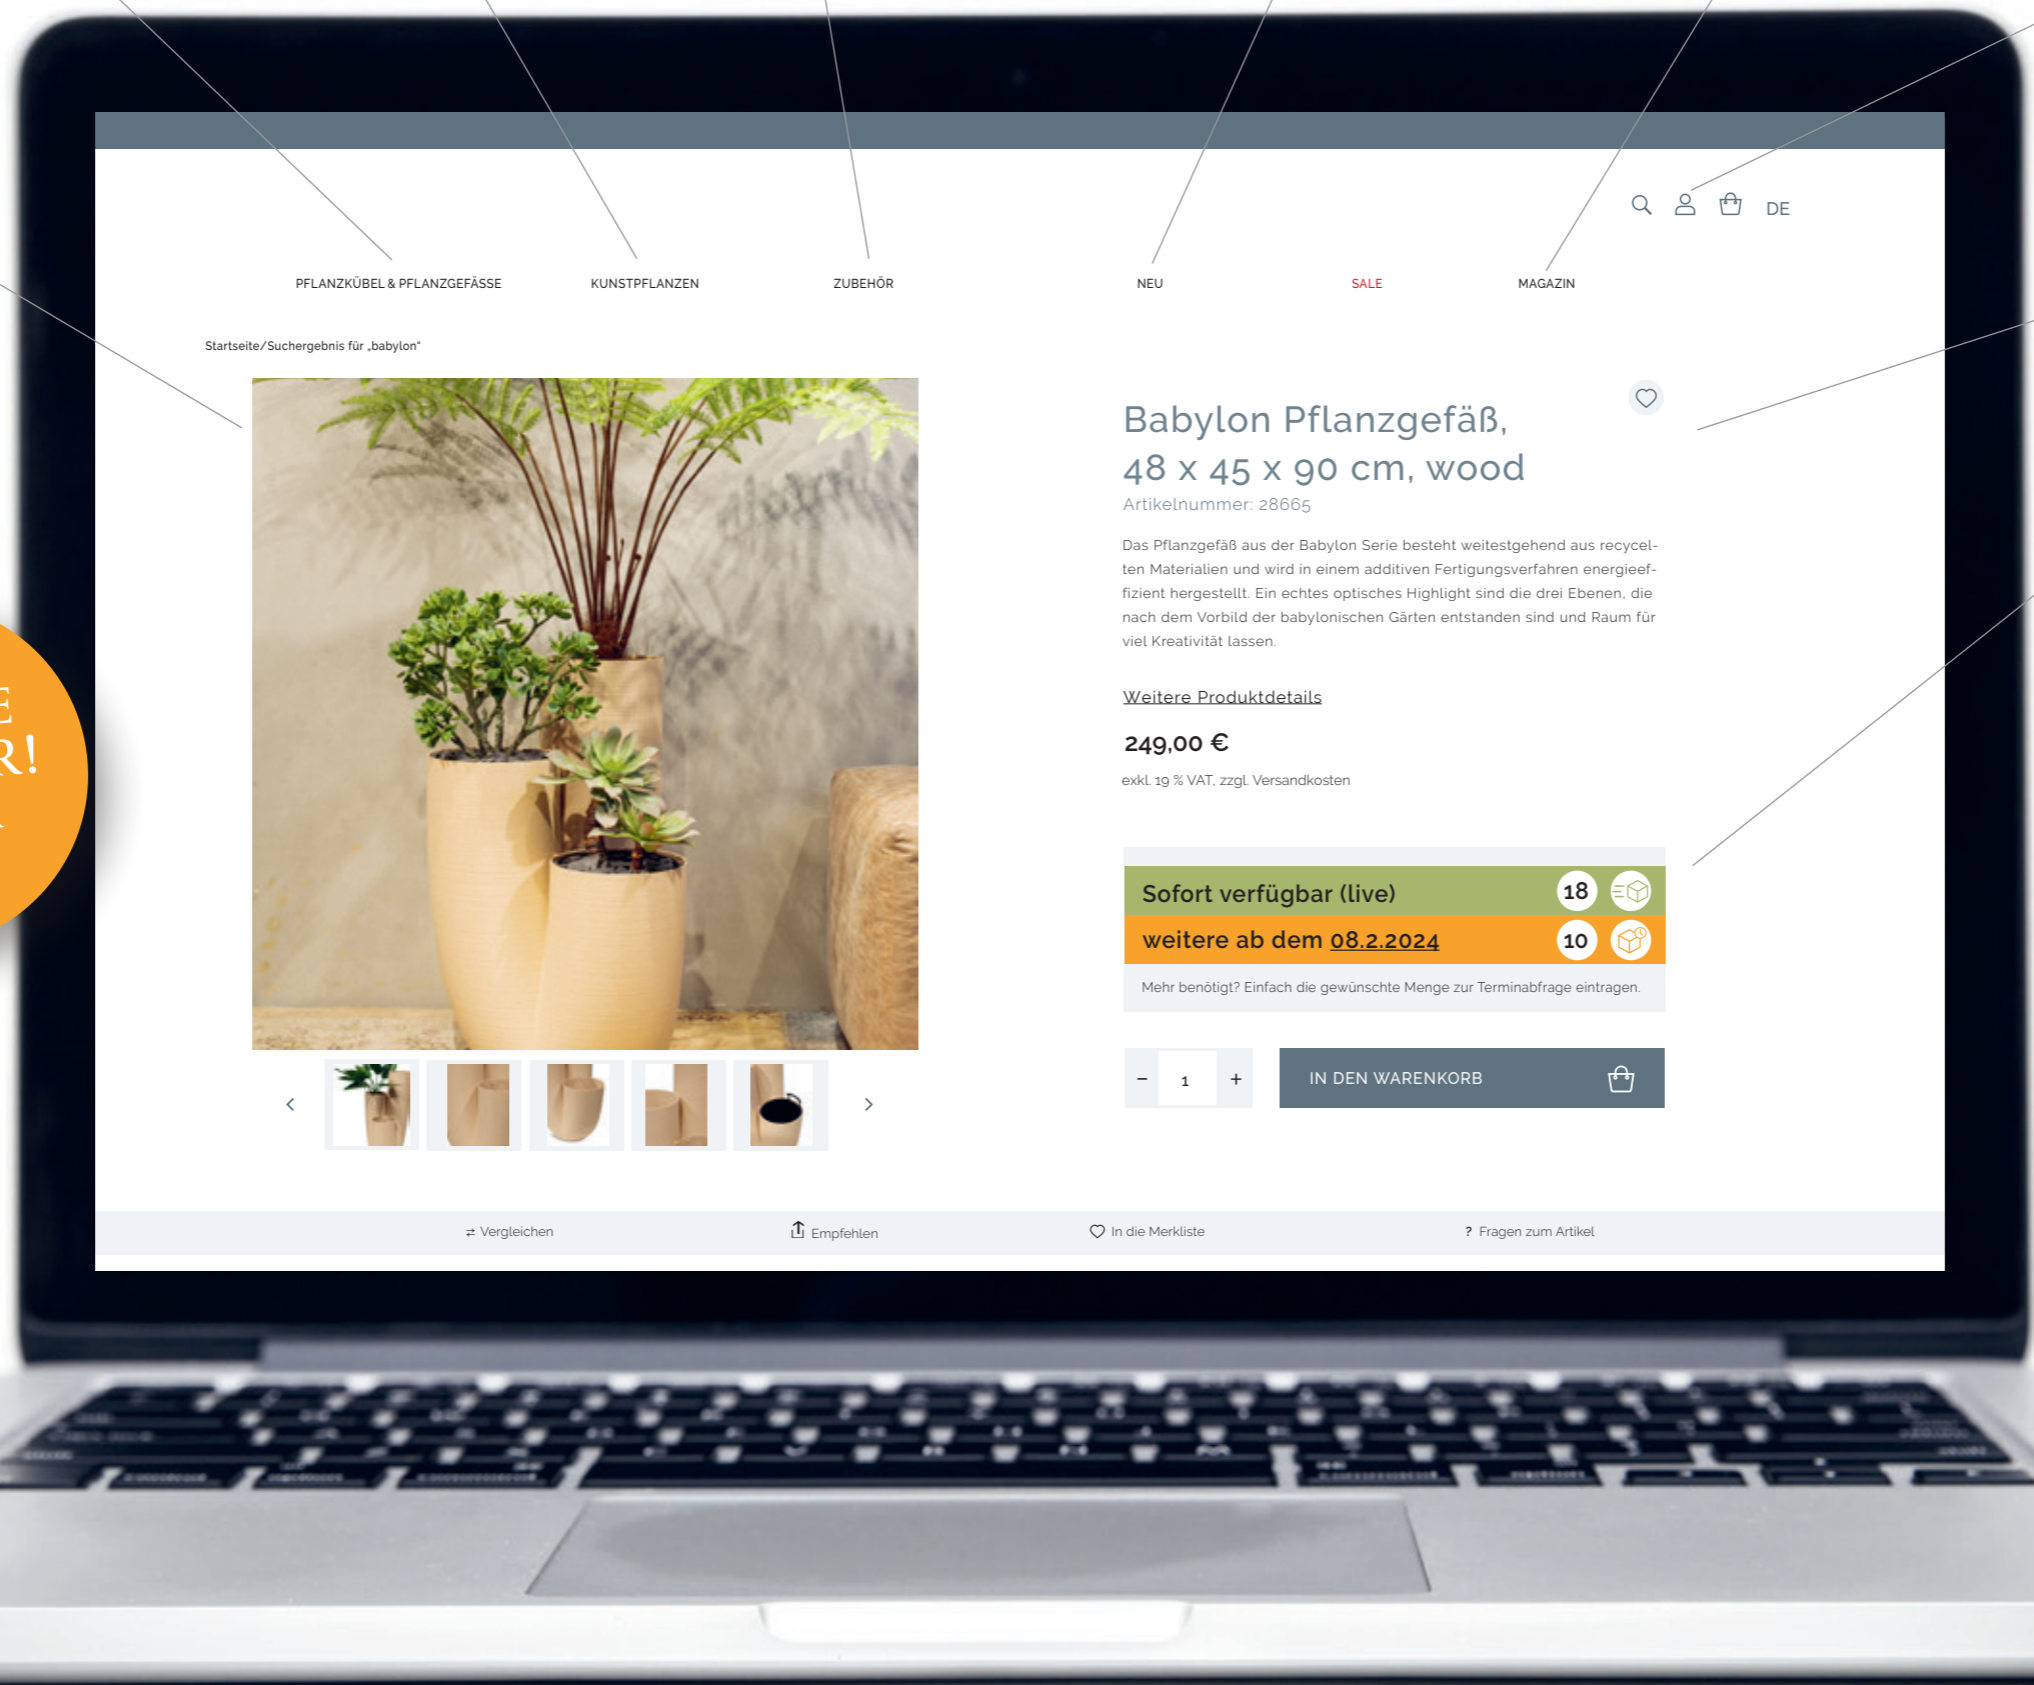 DE
PFLANZKÜBEL & PFLANZGEFÄSSE KUNSTPFLANZEN ZUBEHÖR NEU SALE MAGAZIN
Startseite/Suchergebnis für „babylon“
Babylon Pflanzgefäß,
48 x 45 x 90 cm, wood
Artikelnummer: 28665
Das Pflanzgefäß aus der Babylon Serie besteht weitestgehend aus recycel-
ten Materialien und wird in einem additiven Fertigungsverfahren energieef-
fizient hergestellt. Ein echtes optisches Highlight sind die drei Ebenen, die
nach dem Vorbild der babylonischen Gärten entstanden sind und Raum für
viel Kreativität lassen.
Weitere Produktdetails
249,00 €
exkl. 19 % VAT, zzgl. Versandkosten
Sofort verfügbar (live) 18
weitere ab dem 08.2.2024 10
Mehr benötigt? Einfach die gewünschte Menge zur Terminabfrage eintragen.
- 1 + IN DEN WARENKORB
Vergleichen Empfehlen In die Merkliste ? Fragen zum Artikel